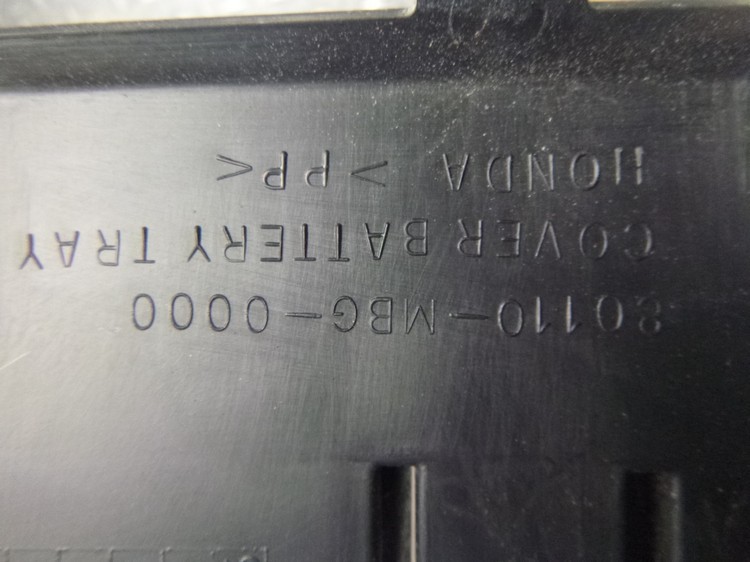 80110-MBG-0000
COVER BATTERY TRAY
HONDA >PP<